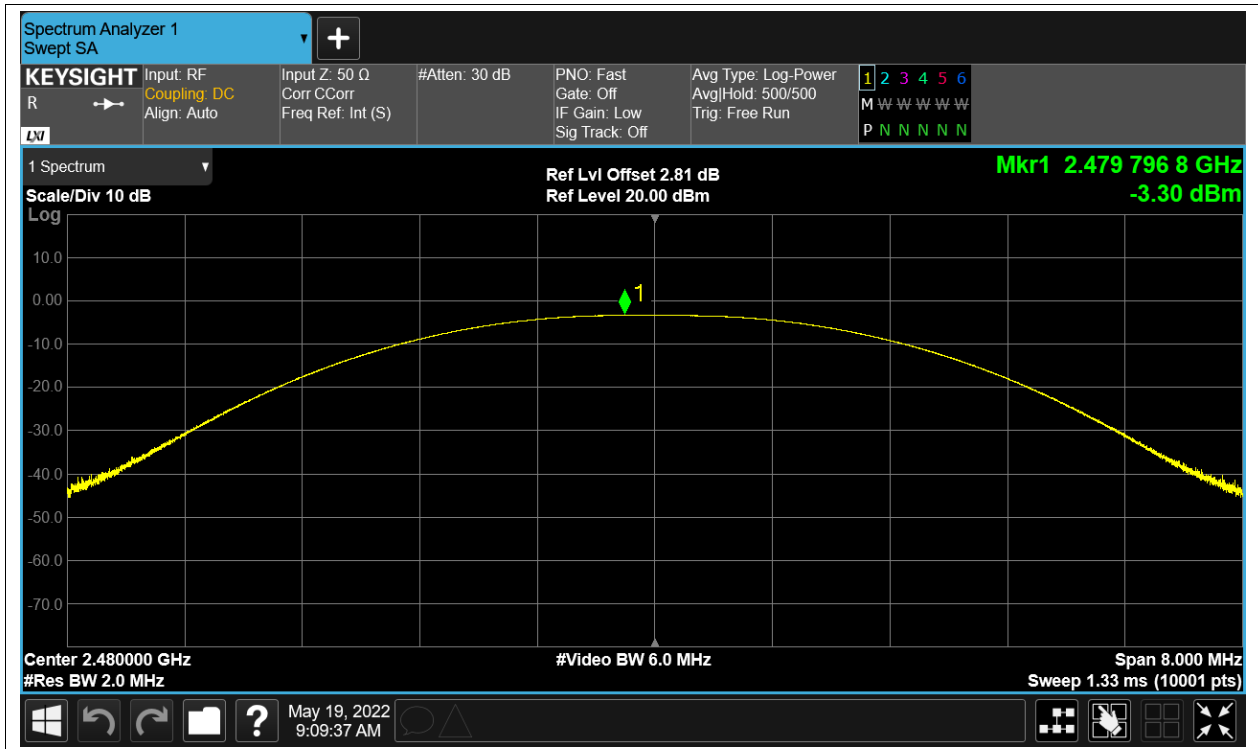 Spectrum Analyzer 1
Swept SA
+
KEYSIGHT
R
LXI
Input: RF
Coupling: DC
Align: Auto
Input Z: 50 Ω
Corr CCorr
Freq Ref: Int (S)
#Atten: 30 dB
PNO: Fast
Gate: Off
IF Gain: Low
Sig Track: Off
Avg Type: Log-Power
Avg|Hold: 500/500
Trig: Free Run
1 2 3 4 5 6
M W W W W W
P N N N N N
1 Spectrum
Scale/Div 10 dB
Log
Ref Lvl Offset 2.81 dB
Ref Level 20.00 dBm
Mkr1 2.479 796 8 GHz
-3.30 dBm
10.0
0.00
-10.0
-20.0
-30.0
-40.0
-50.0
-60.0
-70.0
1
Center 2.480000 GHz
#Res BW 2.0 MHz
#Video BW 6.0 MHz
Span 8.000 MHz
Sweep 1.33 ms (10001 pts)
?
May 19, 2022
9:09:37 AM